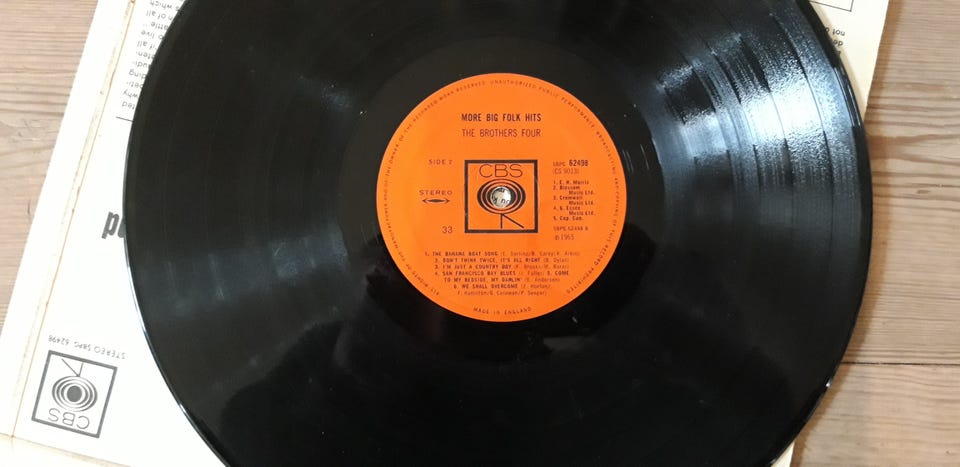 MORE BIG FOLK HITS
THE BROTHERS FOUR
SIDE 2
STEREO
33
CBS
SBPG 62498
(CS 9013)
1. E. H. Morris
2. Blossom
Music Ltd.
3. Cromwell
Music Ltd.
4. G. Essex
Music Ltd.
5. Cop. Con.
SBPG 62498 B
℗ 1965
1. THE BANANA BOAT SONG (E. Darling/B. Carey/A. Arkin)
2. DON'T THINK TWICE, IT'S ALL RIGHT (B. Dylan)
3. I'M JUST A COUNTRY BOY (F. Brooks/M. Barer)
4. SAN FRANCISCO BAY BLUES (J. Fuller) 5. COME
TO MY BEDSIDE, MY DARLIN' (E. Andersen)
6. WE SHALL OVERCOME (Z. Horton/
F. Hamilton/G. Carawan/P. Seeger)
MADE IN ENGLAND
ALL RIGHTS OF THE MANUFACTURER AND OF THE OWNER OF THE RECORDED WORK RESERVED. UNAUTHORIZED PUBLIC PERFORMANCE, BROADCASTING AND COPYING OF THIS RECORD PROHIBITED
STEREO SBPG 62498
CBS